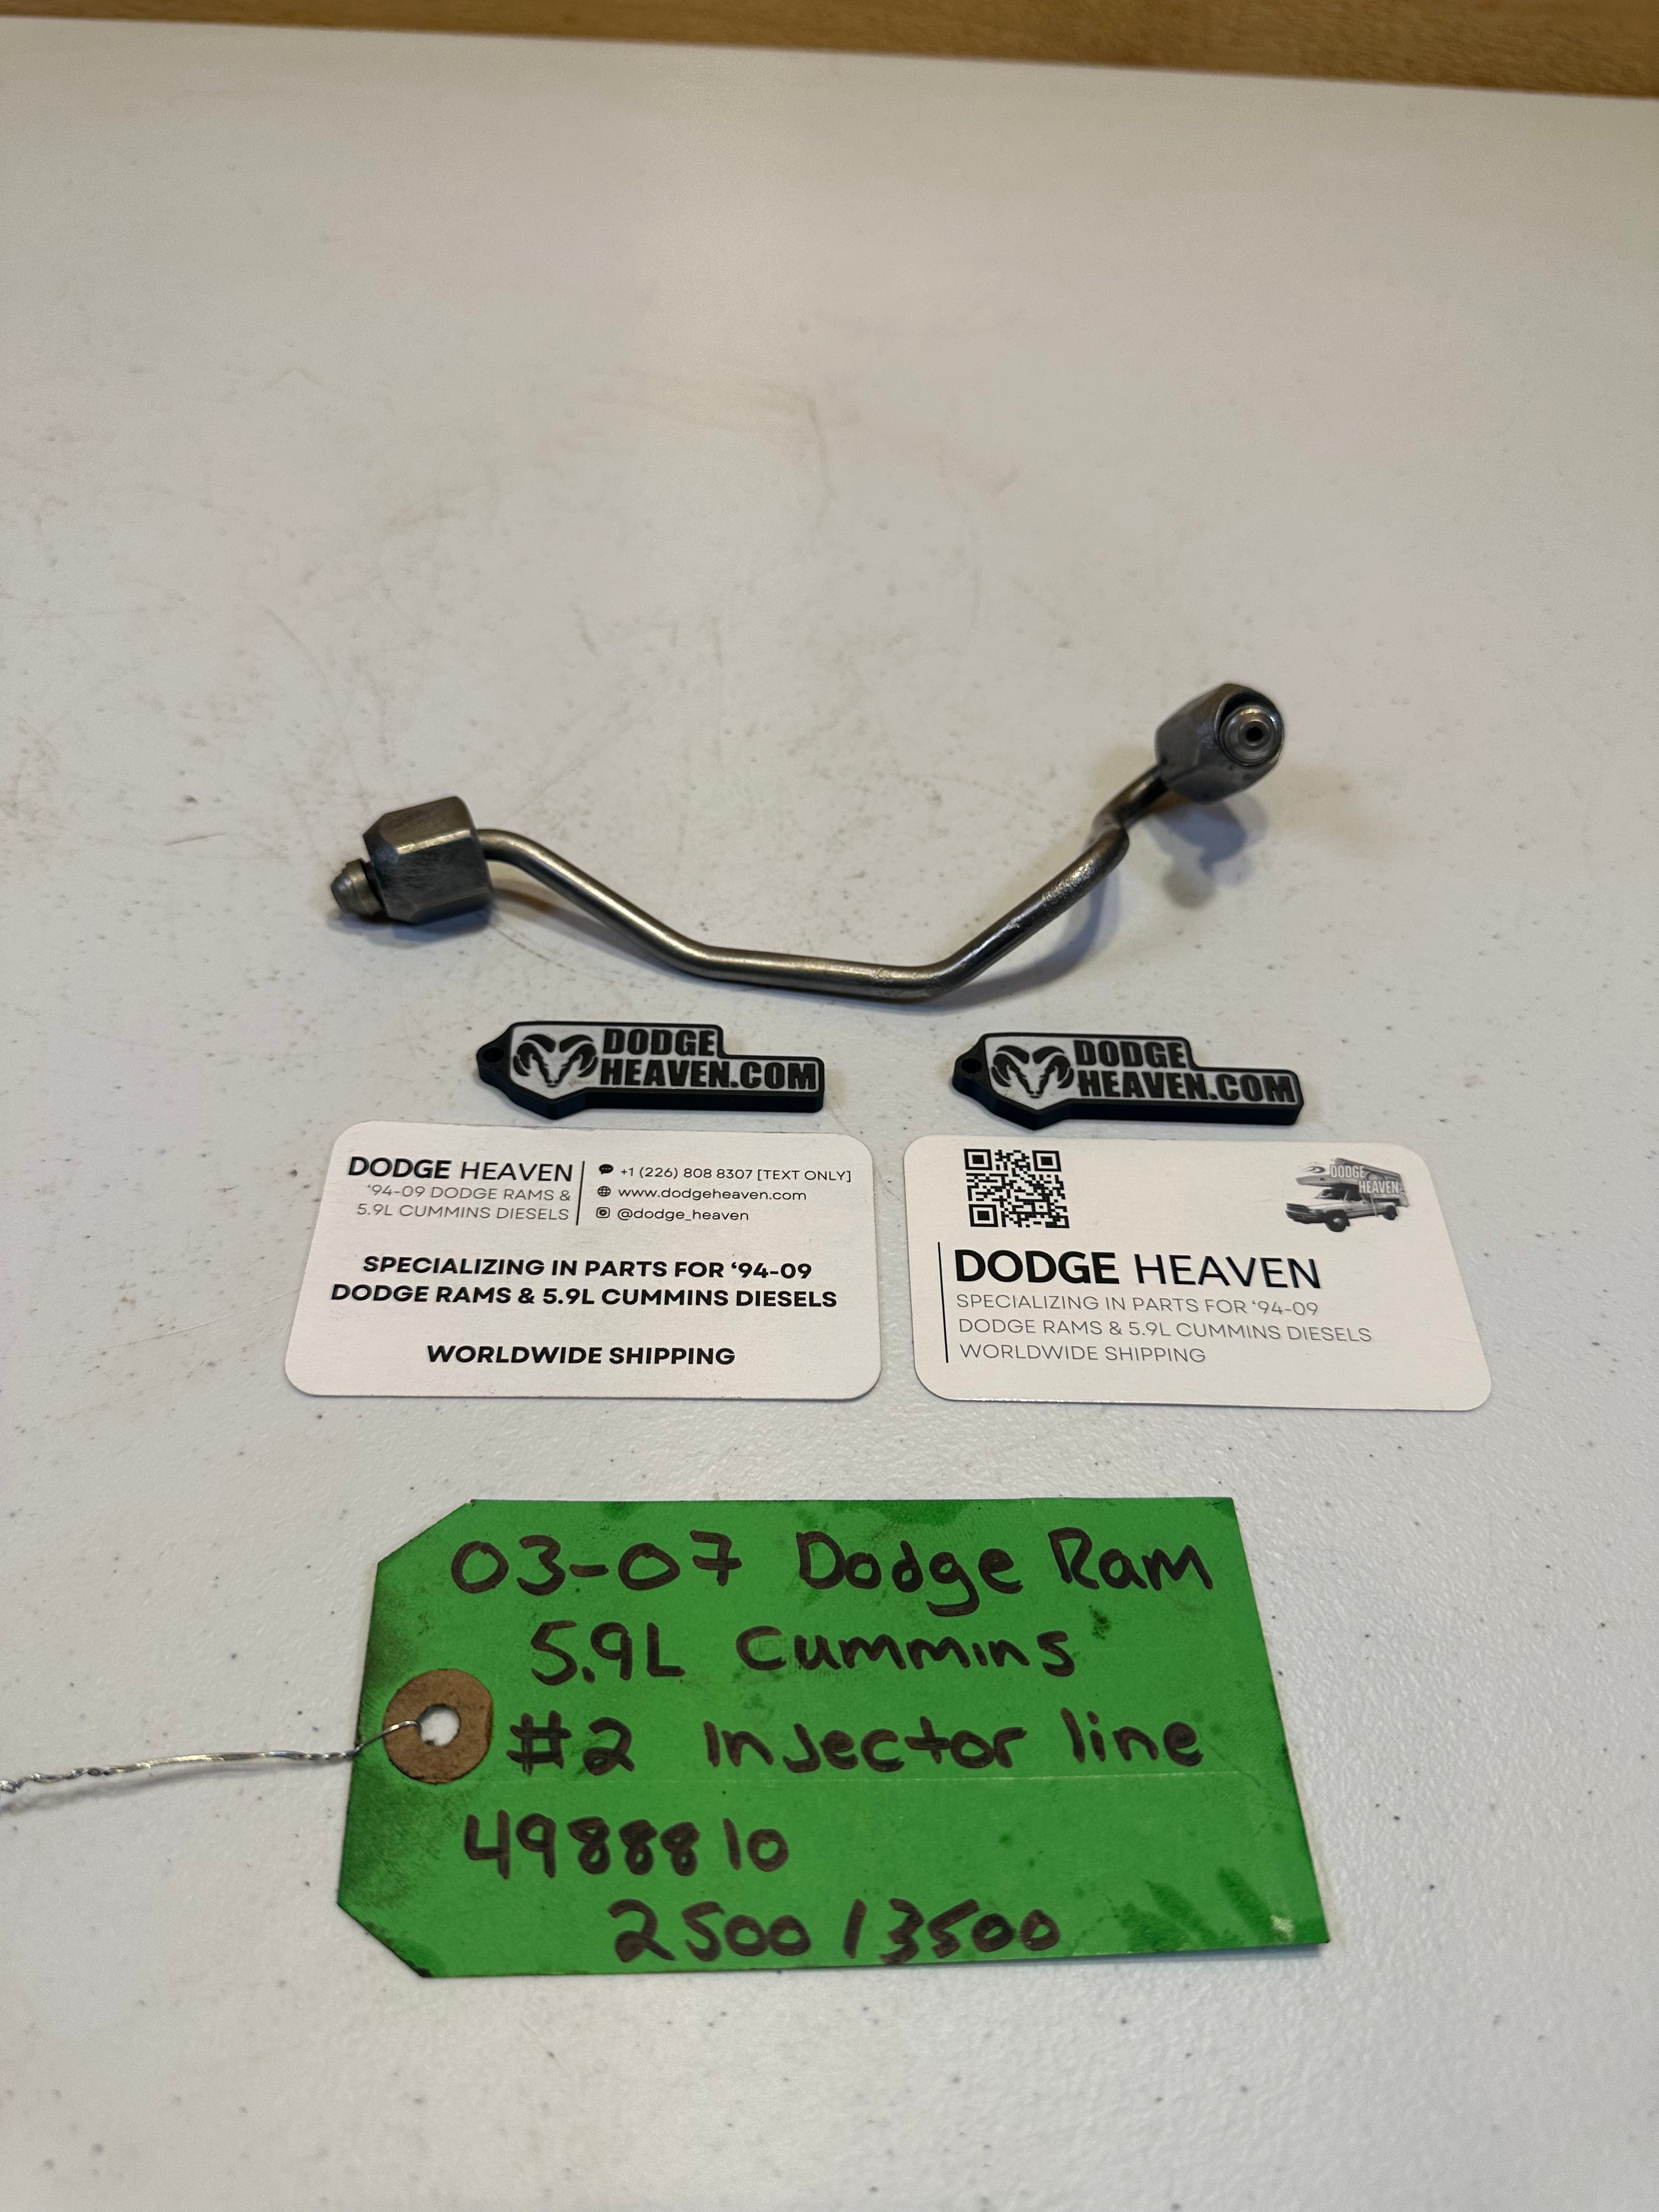 DODGE
HEAVEN.COM
DODGE
HEAVEN.COM
DODGE HEAVEN
‘94-09 DODGE RAMS &
5.9L CUMMINS DIESELS
+1 (226) 808 8307 [TEXT ONLY]
www.dodgeheaven.com
@dodge_heaven
SPECIALIZING IN PARTS FOR ‘94-09
DODGE RAMS & 5.9L CUMMINS DIESELS
WORLDWIDE SHIPPING
DODGE
HEAVEN
DODGE HEAVEN
SPECIALIZING IN PARTS FOR ‘94-09
DODGE RAMS & 5.9L CUMMINS DIESELS
WORLDWIDE SHIPPING
03-07 Dodge Ram
5.9L Cummins
#2 Injector line
4988810
2500/3500